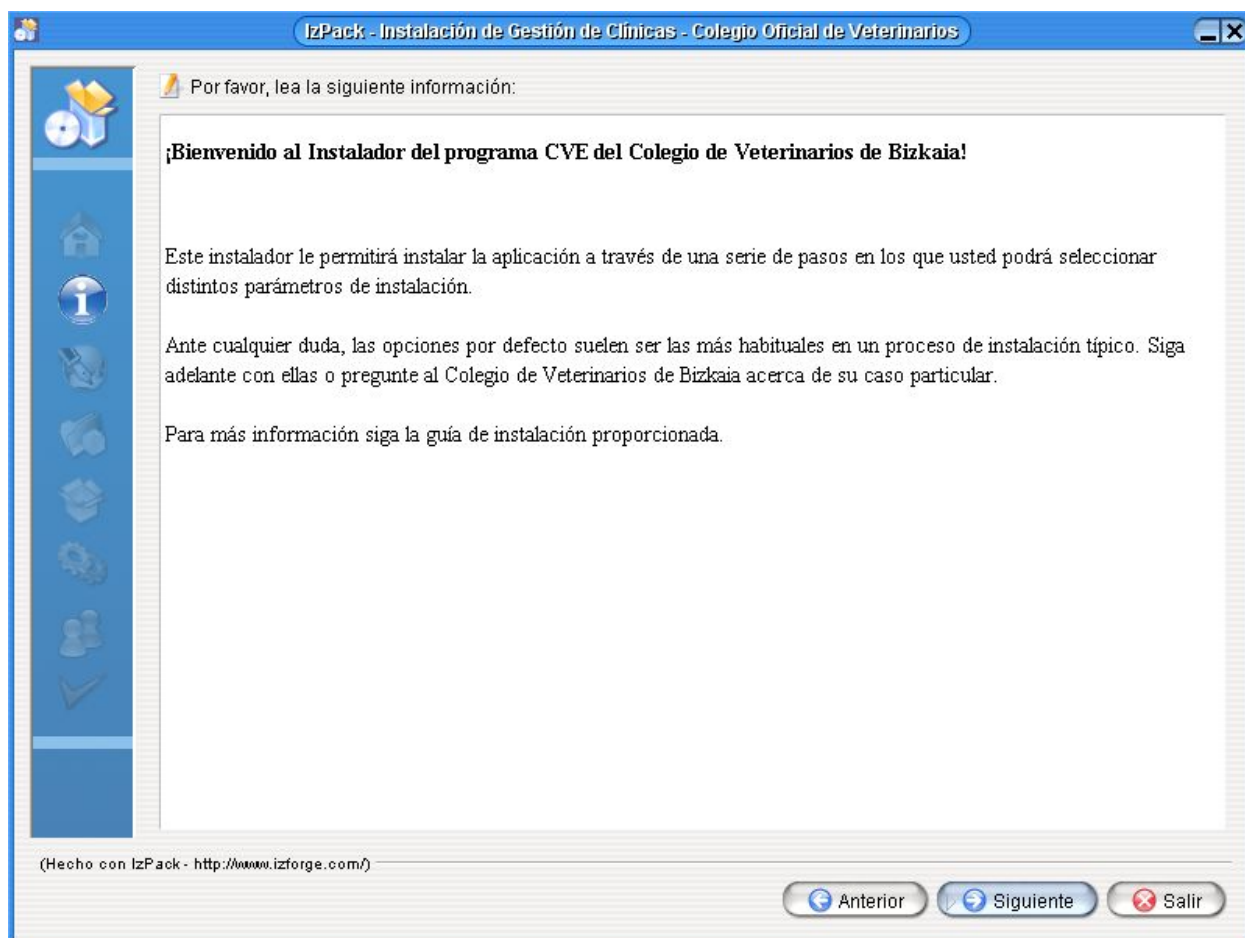 IzPack - Instalación de Gestión de Clínicas - Colegio Oficial de Veterinarios
Por favor, lea la siguiente información:
¡Bienvenido al Instalador del programa CVE del Colegio de Veterinarios de Bizkaia!
Este instalador le permitirá instalar la aplicación a través de una serie de pasos en los que usted podrá seleccionar
distintos parámetros de instalación.
Ante cualquier duda, las opciones por defecto suelen ser las más habituales en un proceso de instalación típico. Siga
adelante con ellas o pregunte al Colegio de Veterinarios de Bizkaia acerca de su caso particular.
Para más información siga la guía de instalación proporcionada.
(Hecho con IzPack - http://www.izforge.com/)
Anterior Siguiente Salir